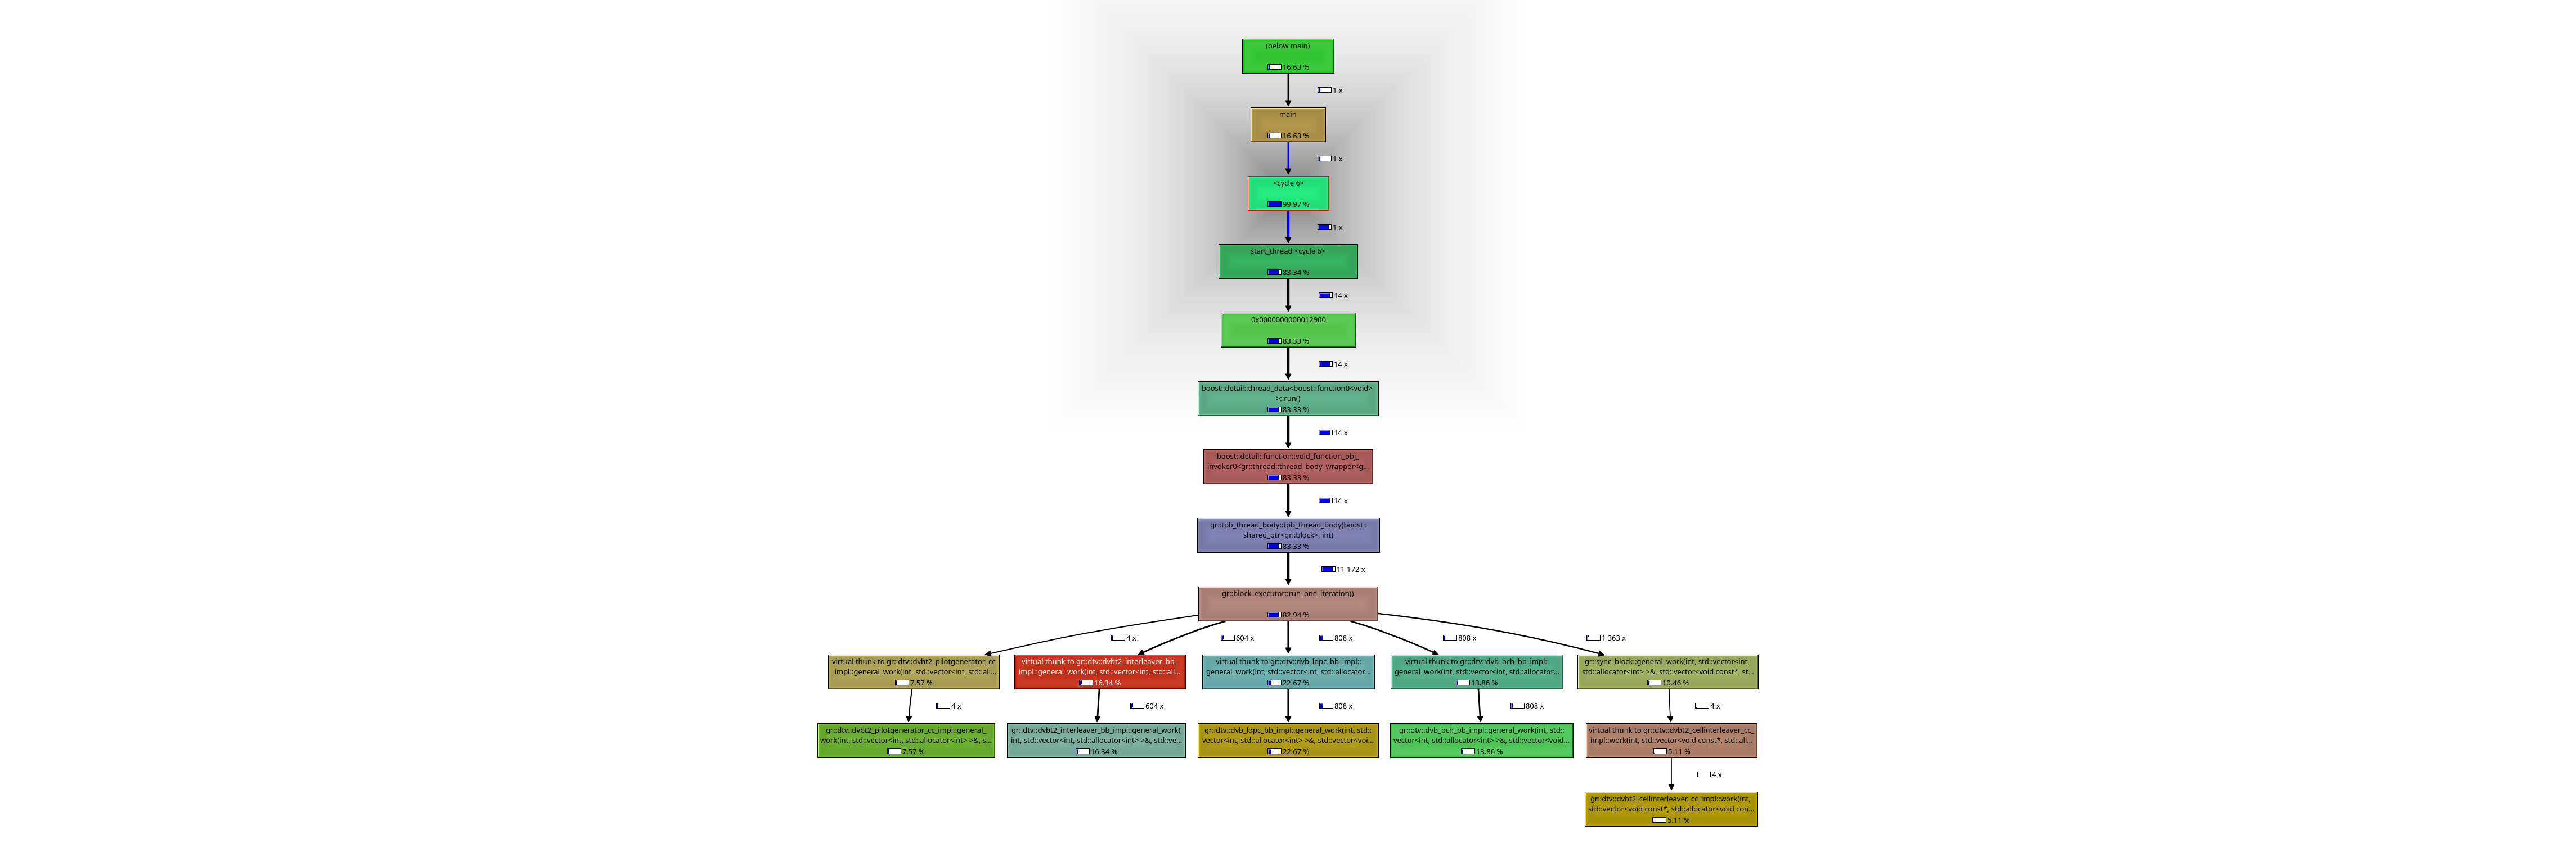 (below main)
16.63 %
1 x
main
16.63 %
1 x
<cycle 6>
99.97 %
1 x
start_thread <cycle 6>
83.34 %
14 x
0x0000000000012900
83.33 %
14 x
boost::detail::thread_data<boost::function0<void>
>::run()
83.33 %
14 x
boost::detail::function::void_function_obj_
invoker0<gr::thread::thread_body_wrapper<g...
83.33 %
14 x
gr::tpb_thread_body::tpb_thread_body(boost::
shared_ptr<gr::block>, int)
83.33 %
11 172 x
gr::block_executor::run_one_iteration()
82.94 %
4 x
604 x
808 x
808 x
1 363 x
virtual thunk to gr::dtv::dvbt2_pilotgenerator_cc
_impl::general_work(int, std::vector<int, std::all...
7.57 %
virtual thunk to gr::dtv::dvbt2_interleaver_bb_
impl::general_work(int, std::vector<int, std::all...
16.34 %
virtual thunk to gr::dtv::dvb_ldpc_bb_impl::
general_work(int, std::vector<int, std::allocator...
22.67 %
virtual thunk to gr::dtv::dvb_bch_bb_impl::
general_work(int, std::vector<int, std::allocator...
13.86 %
gr::sync_block::general_work(int, std::vector<int,
std::allocator<int> >&, std::vector<void const*, st...
10.46 %
4 x
604 x
808 x
808 x
4 x
gr::dtv::dvbt2_pilotgenerator_cc_impl::general_
work(int, std::vector<int, std::allocator<int> >&, s...
7.57 %
gr::dtv::dvbt2_interleaver_bb_impl::general_work(
int, std::vector<int, std::allocator<int> >&, std::ve...
16.34 %
gr::dtv::dvb_ldpc_bb_impl::general_work(int, std::
vector<int, std::allocator<int> >&, std::vector<voi...
22.67 %
gr::dtv::dvb_bch_bb_impl::general_work(int, std::
vector<int, std::allocator<int> >&, std::vector<void...
13.86 %
virtual thunk to gr::dtv::dvbt2_cellinterleaver_cc_
impl::work(int, std::vector<void const*, std::all...
5.11 %
4 x
gr::dtv::dvbt2_cellinterleaver_cc_impl::work(int,
std::vector<void const*, std::allocator<void con...
5.11 %